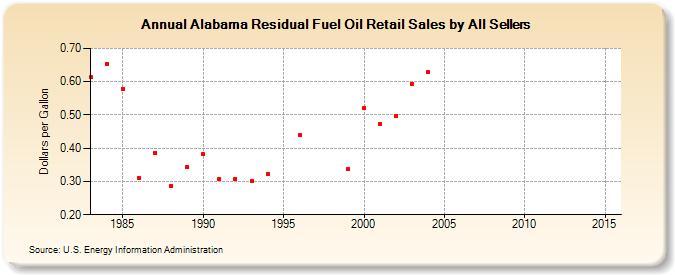 Annual Alabama Residual Fuel Oil Retail Sales by All Sellers
Dollars per Gallon
0.70
0.60
0.50
0.40
0.30
0.20
1985 1990 1995 2000 2005 2010 2015
Source: U.S. Energy Information Administration